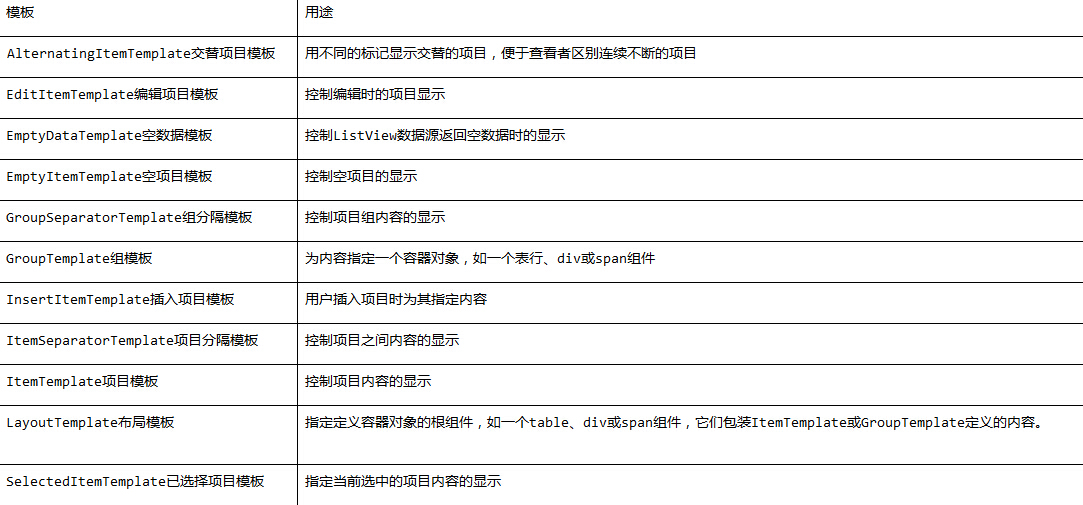 模板 用途
AlternatingItemTemplate交替项目模板 用不同的标记显示交替的项目，便于查看者区别连续不断的项目
EditItemTemplate编辑项目模板 控制编辑时的项目显示
EmptyDataTemplate空数据模板 控制ListView数据源返回空数据时的显示
EmptyItemTemplate空项目模板 控制空项目的显示
GroupSeparatorTemplate组分隔模板 控制项目组内容的显示
GroupTemplate组模板 为内容指定一个容器对象，如一个表行、div或span组件
InsertItemTemplate插入项目模板 用户插入项目时为其指定内容
ItemSeparatorTemplate项目分隔模板 控制项目之间内容的显示
ItemTemplate项目模板 控制项目内容的显示
LayoutTemplate布局模板 指定定义容器对象的根组件，如一个table、div或span组件，它们包装ItemTemplate或GroupTemplate定义的内容。
SelectedItemTemplate已选择项目模板 指定当前选中的项目内容的显示